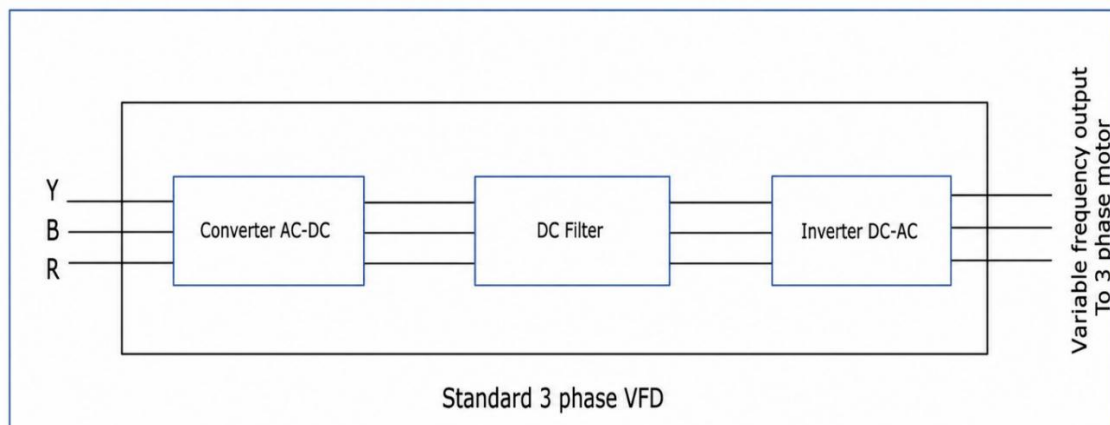 Y
B
R
Converter AC-DC
DC Filter
Inverter DC-AC
Variable frequency output
To 3 phase motor
Standard 3 phase VFD